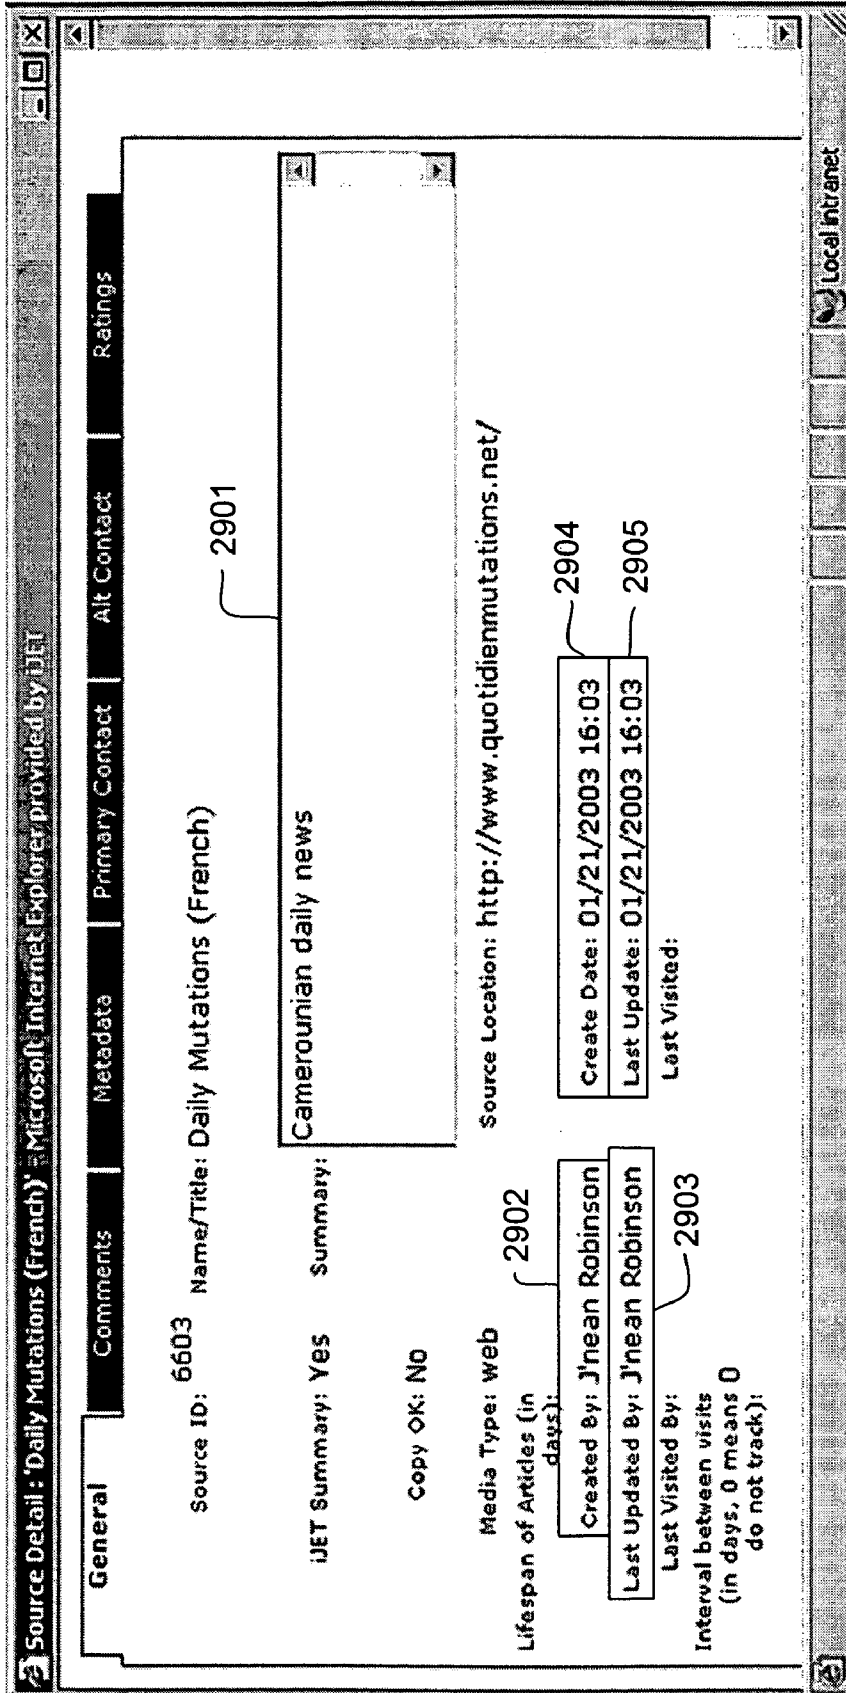 Source Detail : 'Daily Mutations (French)' - Microsoft Internet Explorer provided by iJET
General Comments Metadata Primary Contact Alt Contact Ratings
Source ID: 6603 Name/Title: Daily Mutations (French)
2901
iJET Summary: Yes Summary: Camerounian daily news
Copy OK: No
Media Type: web Source Location: http://www.quotidienmutations.net/
Lifespan of Articles (in days):
2902
2904
Created By: J'nean Robinson Create Date: 01/21/2003 16:03
Last Updated By: J'nean Robinson Last Update: 01/21/2003 16:03
2905
2903
Last Visited By: Last Visited:
Interval between visits
(in days, 0 means 0
do not track):
Local intranet